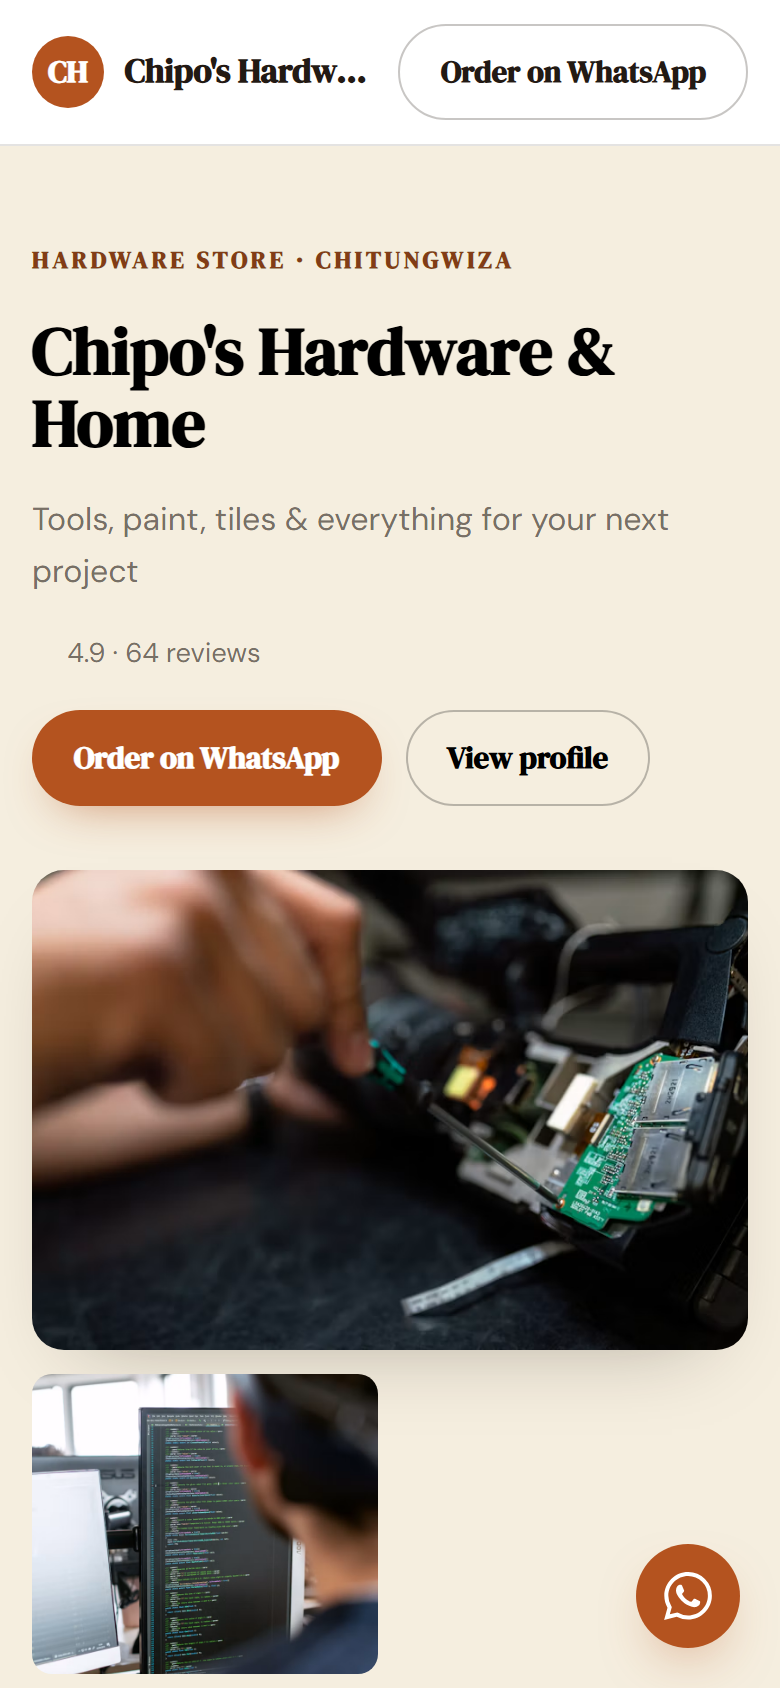 CH
Chipo's Hardw...
Order on WhatsApp
HARDWARE STORE · CHITUNGWIZA
Chipo's Hardware &
Home
Tools, paint, tiles & everything for your next
project
4.9 · 64 reviews
Order on WhatsApp
View profile